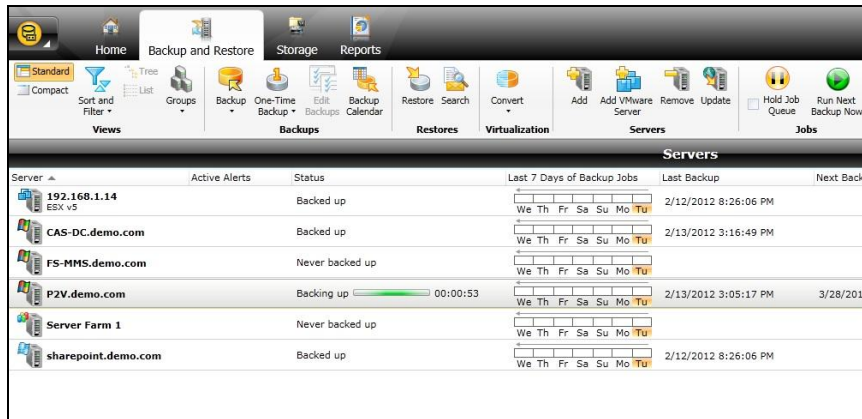 Home Backup and Restore Storage Reports
Standard
Compact
Sort and Filter
Tree
List
Groups
Views
Backup
One-Time Backup
Edit Backups
Backup Calendar
Backups
Restore Search
Restores
Convert
Virtualization
Add
Add VMware Server
Remove Update
Servers
Hold Job Queue
Run Next Backup Now
Jobs
Servers
Server Active Alerts Status Last 7 Days of Backup Jobs Last Backup Next Back
192.168.1.14 Backed up 2/12/2012 8:26:06 PM
ESX v5
We Th Fr Sa Su Mo Tu
CAS-DC.demo.com Backed up 2/13/2012 3:16:49 PM
We Th Fr Sa Su Mo Tu
FS-MMS.demo.com Never backed up
We Th Fr Sa Su Mo Tu
P2V.demo.com Backing up 00:00:53 2/13/2012 3:05:17 PM 3/28/201
We Th Fr Sa Su Mo Tu
Server Farm 1 Never backed up
We Th Fr Sa Su Mo Tu
sharepoint.demo.com Backed up 2/12/2012 8:26:06 PM
We Th Fr Sa Su Mo Tu